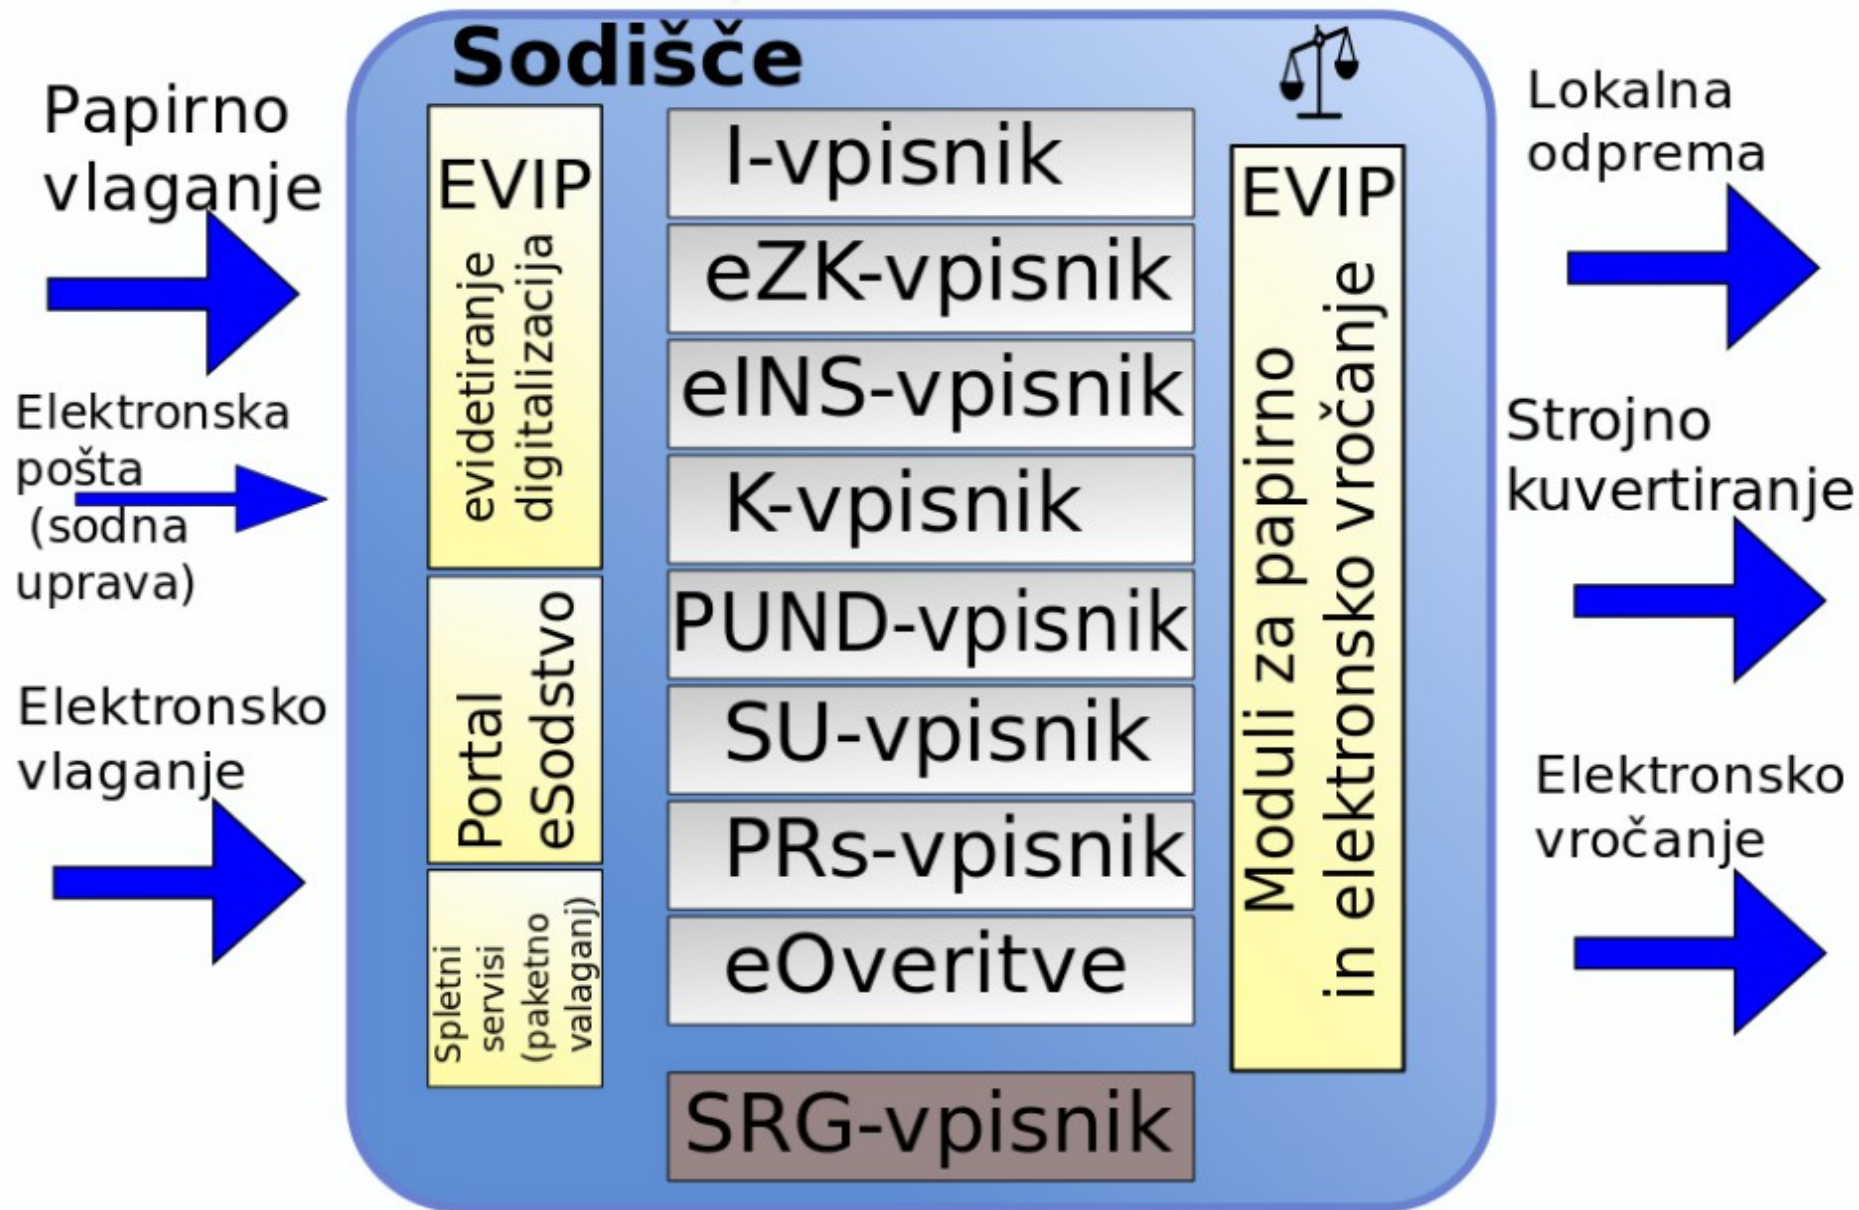 Sodišče
Papirno
vlaganje
Elektronska
pošta
(sodna
uprava)
Elektronsko
vlaganje
EVIP
evidetiranje
digitalizacija
Portal
eSodstvo
Spletni
servisi
(paketno
valaganj)
I-vpisnik
eZK-vpisnik
eINS-vpisnik
K-vpisnik
PUND-vpisnik
SU-vpisnik
PRs-vpisnik
eOveritve
SRG-vpisnik
EVIP
Moduli za papirno
in elektronsko vročanje
Lokalna
odprema
Strojno
kuvertiranje
Elektronsko
vročanje